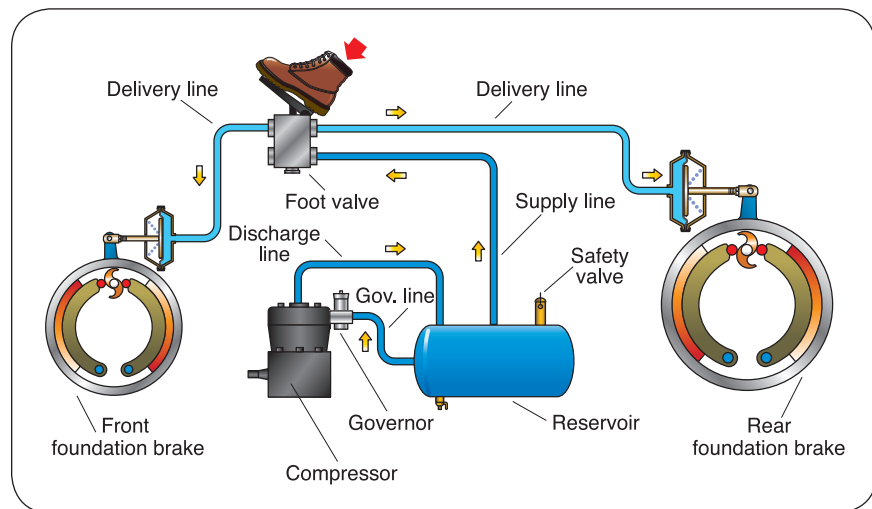 Delivery line
Delivery line
Foot valve
Supply line
Discharge
line
Safety
valve
Gov. line
Front
foundation brake
Governor
Reservoir
Rear
foundation brake
Compressor